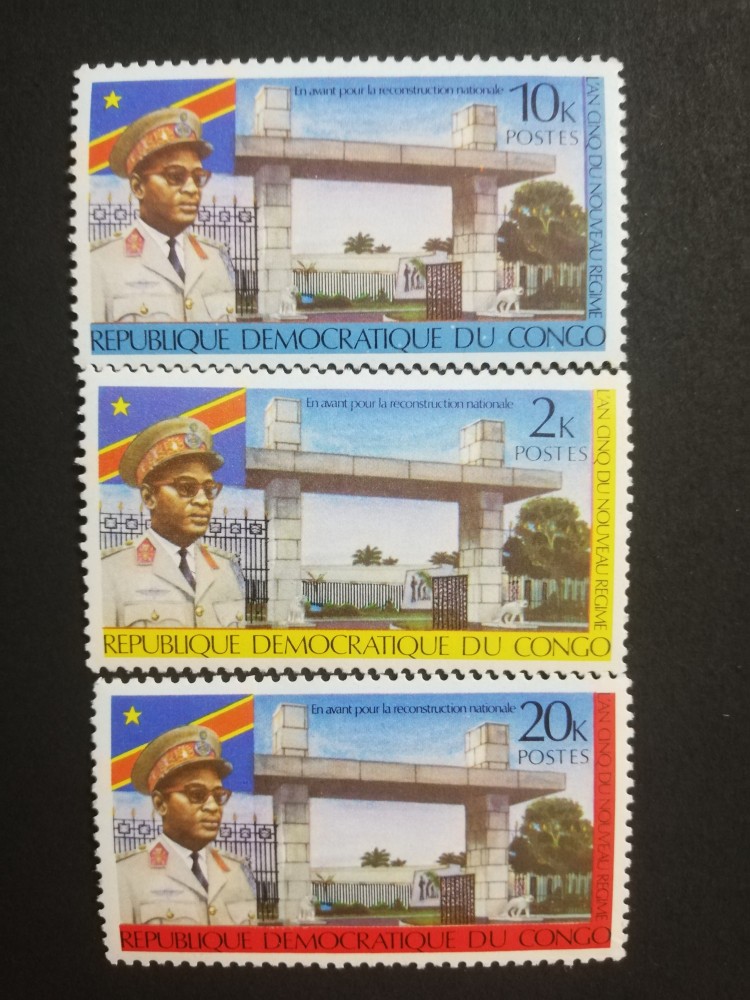 En avant pour la reconstruction nationale
10K
POSTES
L'AN CINQ DU NOUVEAU REGIME
REPUBLIQUE DEMOCRATIQUE DU CONGO
En avant pour la reconstruction nationale
2K
POSTES
L'AN CINQ DU NOUVEAU REGIME
REPUBLIQUE DEMOCRATIQUE DU CONGO
En avant pour la reconstruction nationale
20K
POSTES
L'AN CINQ DU NOUVEAU REGIME
REPUBLIQUE DEMOCRATIQUE DU CONGO